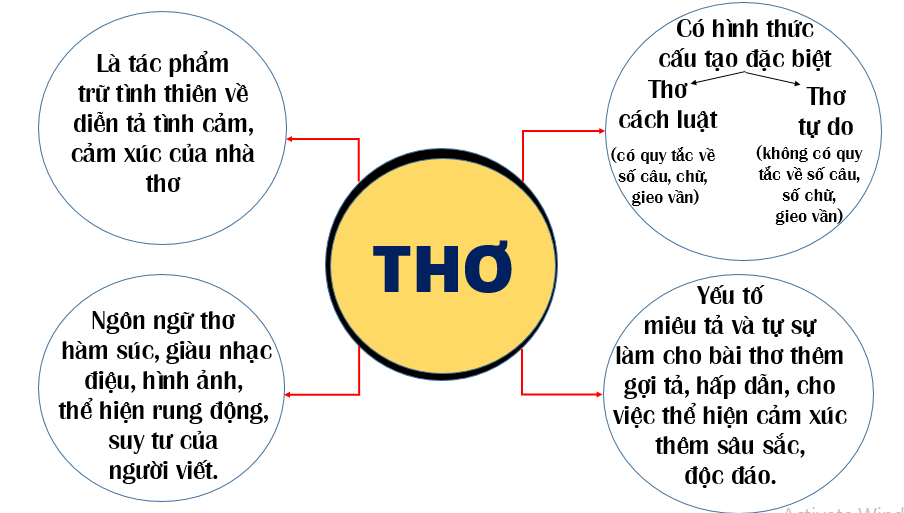 Là tác phẩm
trữ tình thiên về
diễn tả tình cảm,
cảm xúc của nhà
thơ
Có hình thức
cấu tạo đặc biệt
Thơ
cách luật
(có quy tắc về
số câu, chữ,
gieo vần)
Thơ
tự do
(không có quy
tắc về số câu,
số chữ,
gieo vần)
THƠ
Ngôn ngữ thơ
hàm súc, giàu nhạc
điệu, hình ảnh,
thể hiện rung động,
suy tư của
người viết.
Yếu tố
miêu tả và tự sự
làm cho bài thơ thêm
gợi tả, hấp dẫn, cho
việc thể hiện cảm xúc
thêm sâu sắc,
độc đáo.
Activate Wind